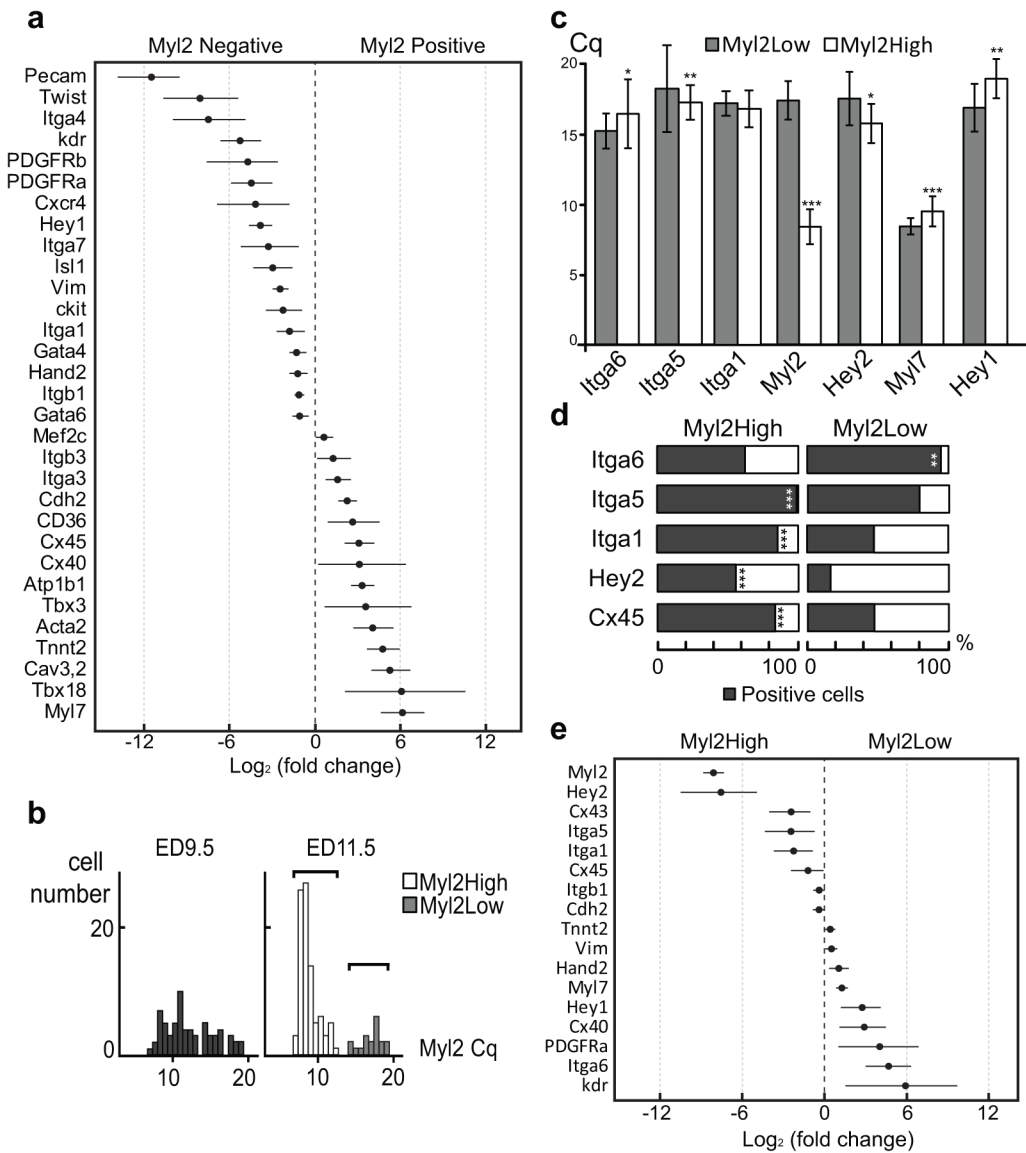 a
Myl2 Negative Myl2 Positive
Pecam
Twist
Itga4
kdr
PDGFRb
PDGFRa
Cxcr4
Hey1
Itga7
Isl1
Vim
ckit
Itga1
Gata4
Hand2
Itgb1
Gata6
Mef2c
Itgb3
Itga3
Cdh2
CD36
Cx45
Cx40
Atp1b1
Tbx3
Acta2
Tnnt2
Cav3,2
Tbx18
Myl7
-12 -6 0 6 12
Log₂ (fold change)
b
ED9.5 ED11.5
cell
number
Myl2High
Myl2Low
20
0
Myl2 Cq
10 20 10 20
c
Cq
Myl2Low Myl2High
20
15
10
5
0
* ** *** * *** **
Itga6 Itga5 Itga1 Myl2 Hey2 Myl7 Hey1
d
Myl2High Myl2Low
Itga6 **
Itga5 ***
Itga1 ***
Hey2 ***
Cx45 ***
0 100 0 100 %
Positive cells
e
Myl2High Myl2Low
Myl2
Hey2
Cx43
Itga5
Itga1
Cx45
Itgb1
Cdh2
Tnnt2
Vim
Hand2
Myl7
Hey1
Cx40
PDGFRa
Itga6
kdr
-12 -6 0 6 12
Log₂ (fold change)